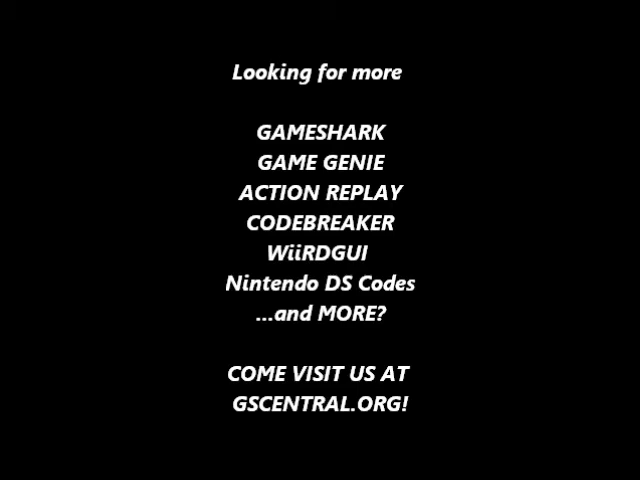 Looking for more
GAMESHARK
GAME GENIE
ACTION REPLAY
CODEBREAKER
WiiRDGUI
Nintendo DS Codes
...and MORE?
COME VISIT US AT
GSCENTRAL.ORG!